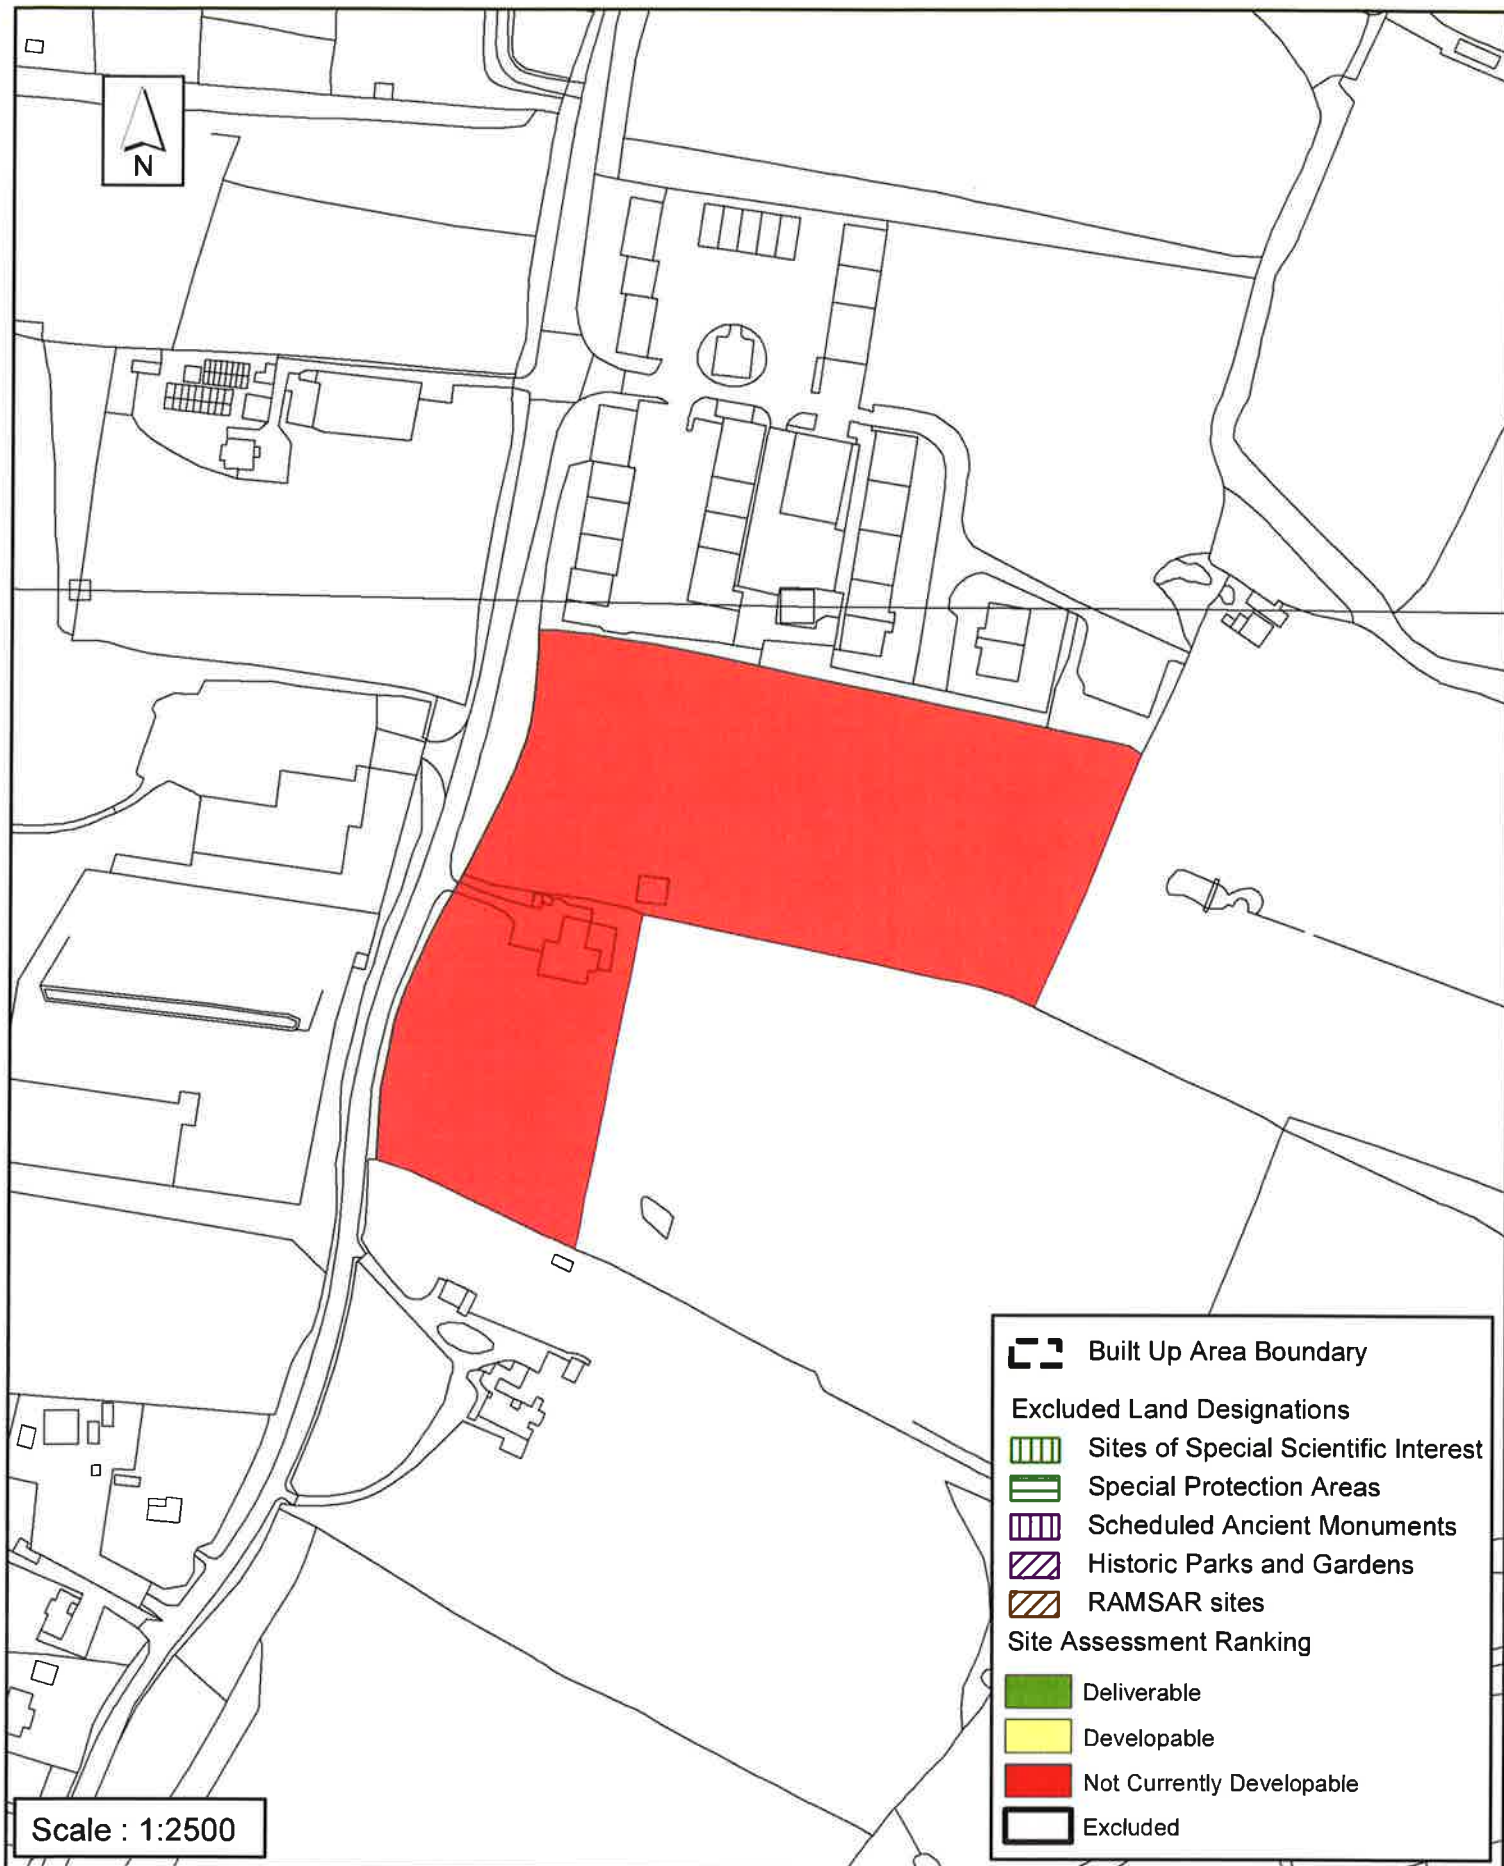 N
Built Up Area Boundary
Excluded Land Designations
Sites of Special Scientific Interest
Special Protection Areas
Scheduled Ancient Monuments
Historic Parks and Gardens
RAMSAR sites
Site Assessment Ranking
Deliverable
Developable
Not Currently Developable
Excluded
Scale : 1:2500